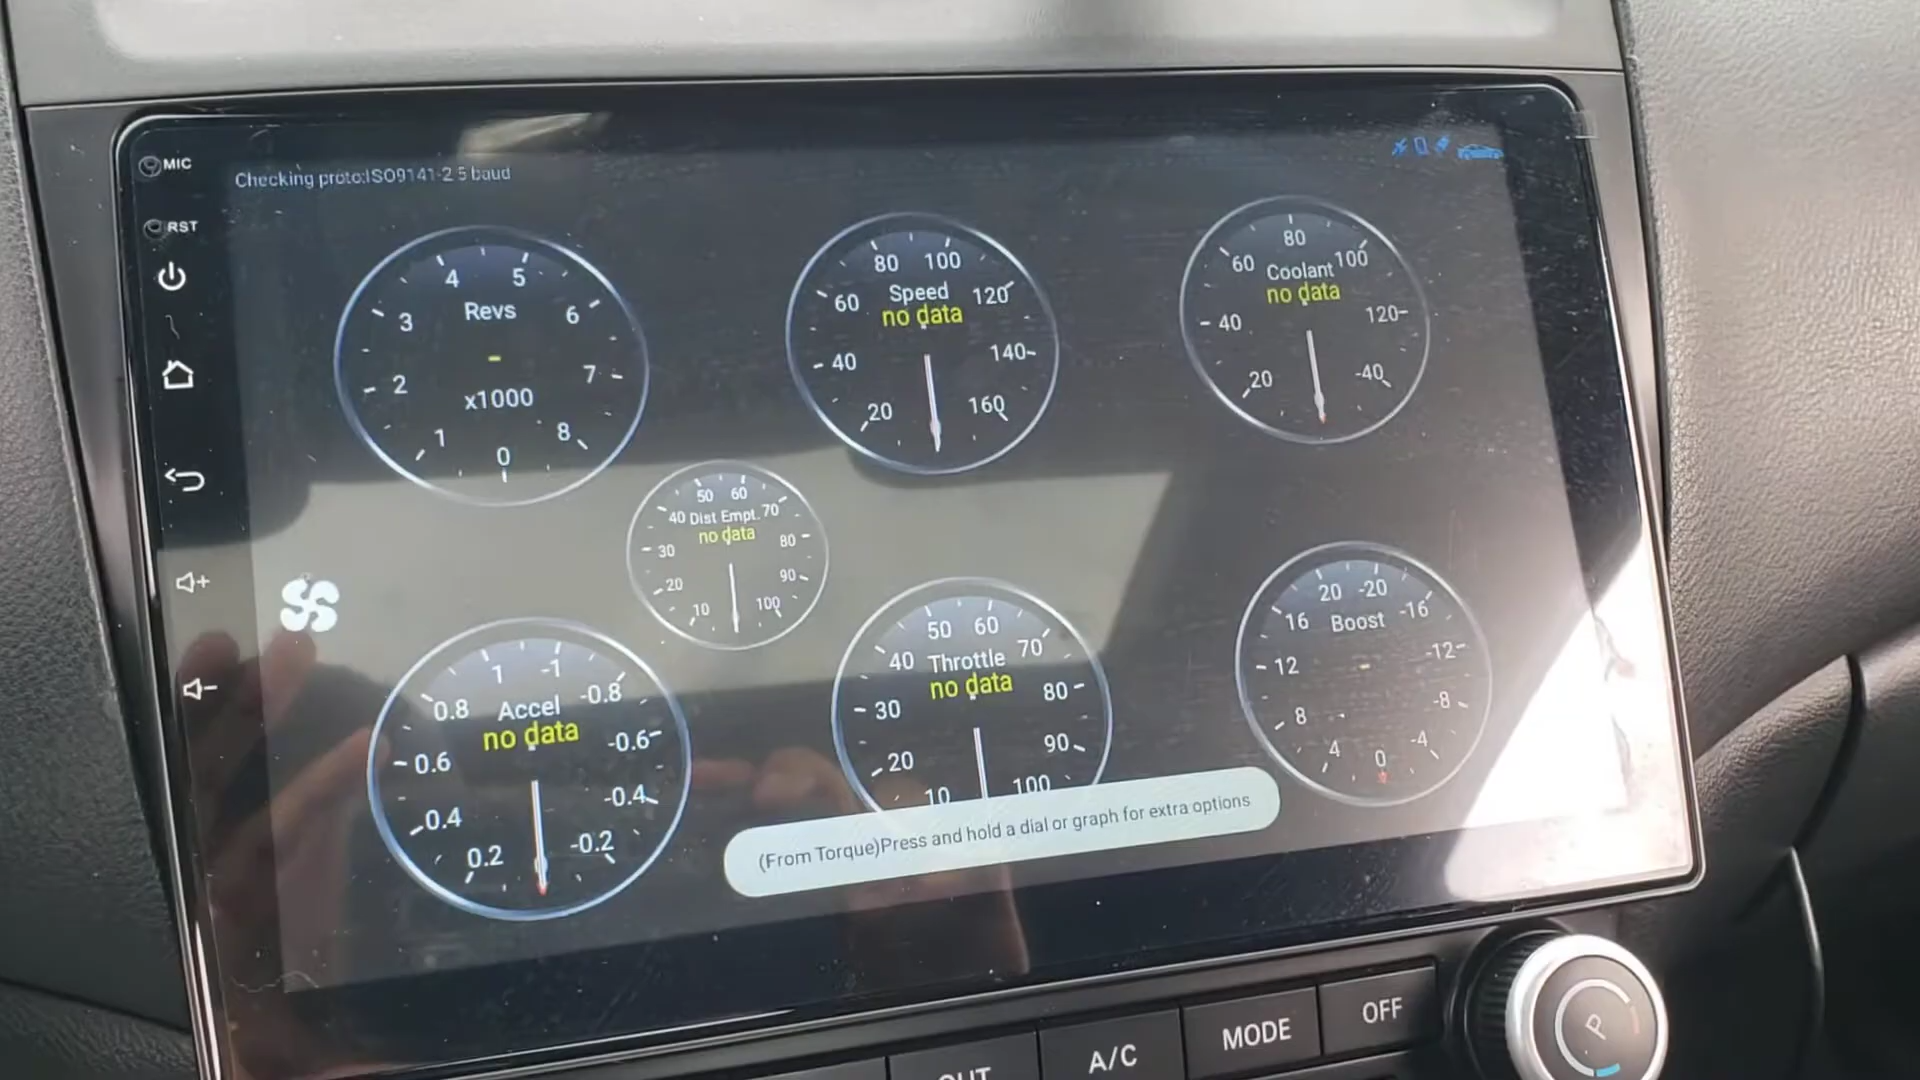 MIC
Checking proto:ISO9141-2 5 baud
RST
4 5
3 6
Revs
-
2 7
x1000
1 8
0
80 100
60 120
Speed
no data
40 140
20 160
80
60 100
Coolant
no data
40 120
20 -40
50 60
40 Dist Empt. 70
no data
30 80
20 90
10 100
1 -1
0.8 -0.8
Accel
no data
0.6 -0.6
0.4 -0.4
0.2 -0.2
50 60
40 Throttle 70
no data
30 80
20 90
10 100
20 -20
16 -16
Boost
-
12 -12
8 -8
4 -4
0
(From Torque)Press and hold a dial or graph for extra options
A/C
MODE
OFF
P